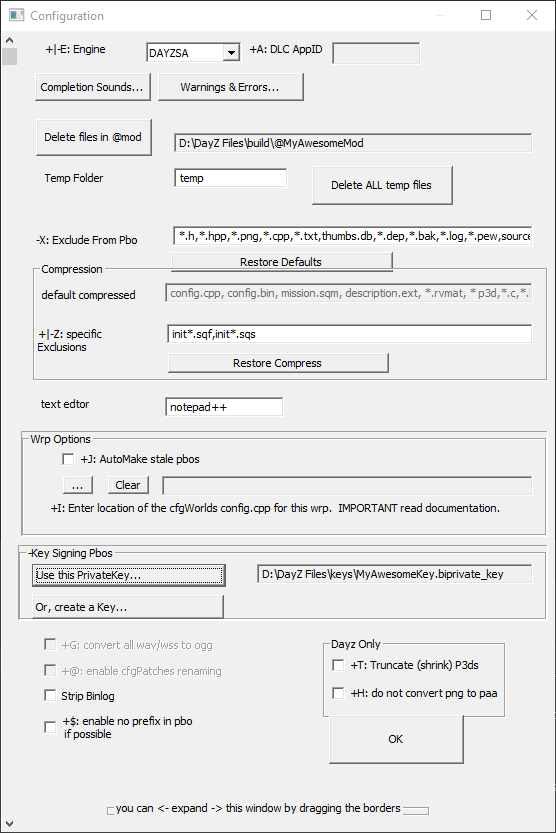 Configuration
+|-E: Engine DAYZSA +A: DLC AppID
Completion Sounds... Warnings & Errors...
Delete files in @mod D:\DayZ Files\build\@MyAwesomeMod
Temp Folder temp Delete ALL temp files
-X: Exclude From Pbo *.h,*.hpp,*.png,*.cpp,*.txt,thumbs.db,*.dep,*.bak,*.log,*.pew,source
Restore Defaults
Compression
default compressed config.cpp, config.bin, mission.sqm, description.ext, *.rvmat, *p3d,*.c,*.
+|-Z: specific
Exclusions init*.sqf,init*.sqs
Restore Compress
text edtor notepad++
Wrp Options
+J: AutoMake stale pbos
... Clear
+I: Enter location of the cfgWorlds config.cpp for this wrp. IMPORTANT read documentation.
-Key Signing Pbos
Use this PrivateKey... D:\DayZ Files\keys\MyAwesomeKey.biprivate_key
Or, create a Key...
+G: convert all wav/wss to ogg
+@: enable cfgPatches renaming
Strip Binlog
+$: enable no prefix in pbo
if possible
Dayz Only
+T: Truncate (shrink) P3ds
+H: do not convert png to paa
OK
you can <- expand -> this window by dragging the borders